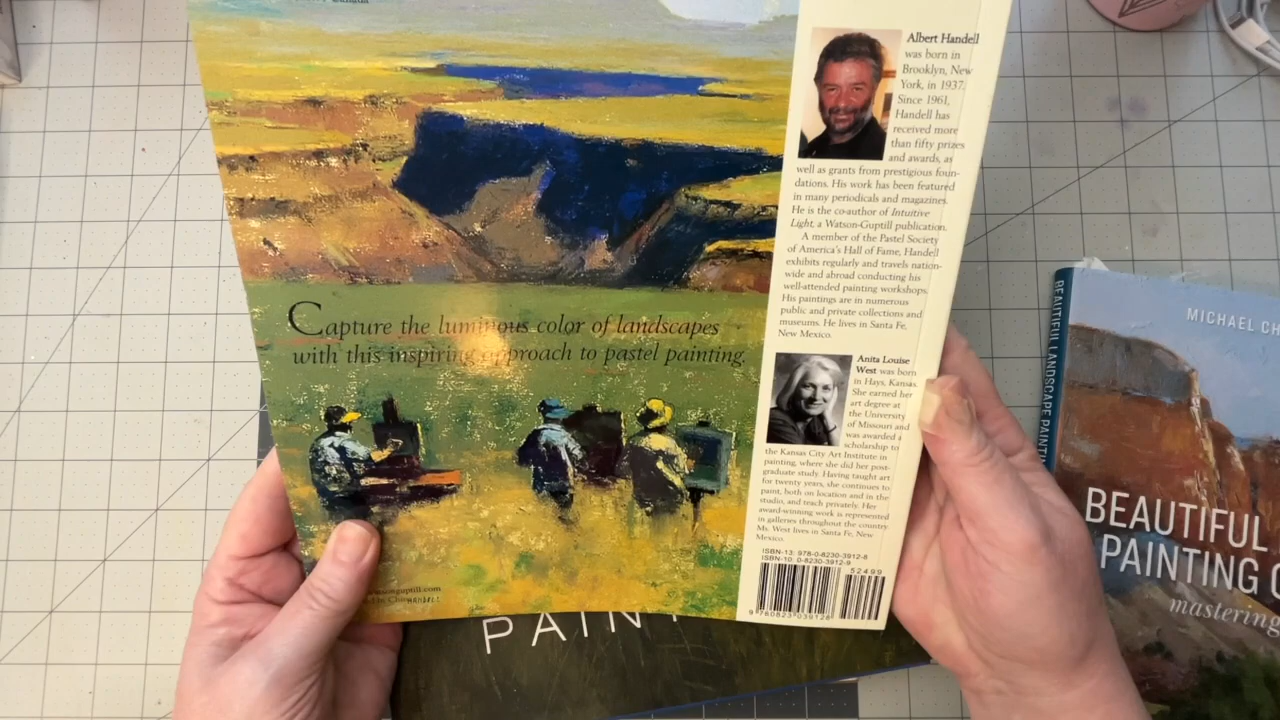 Canada
Capture the luminous color of landscapes
with this inspiring approach to pastel painting.
watsonguptill.com
HANDELL
Albert Handell
was born in
Brooklyn, New
York, in 1937.
Since 1961,
Handell has
received more
than fifty prizes
and awards, as
well as grants from prestigious foun-
dations. His work has been featured
in many periodicals and magazines.
He is the co-author of Intuitive
Light, a Watson-Guptill publication.
A member of the Pastel Society
of America's Hall of Fame, Handell
exhibits regularly and travels nation-
wide and abroad conducting his
well-attended painting workshops.
His paintings are in numerous
public and private collections and
museums. He lives in Santa Fe,
New Mexico.
Anita Louise
West was born
in Hays, Kansas.
She earned her
art degree at
the University
of Missouri and
was awarded a
scholarship to
the Kansas City Art Institute in
painting, where she did her post-
graduate study. Having taught art
for twenty years, she continues to
paint, both on location and in the
studio, and teach privately. Her
award-winning work is represented
in galleries throughout the country.
Ms. West lives in Santa Fe, New
Mexico.
ISBN-13: 978-0-8230-3912-8
ISBN-10: 0-8230-3912-9
52499
9 780823 039128
PAIN
BEAUTIFUL LANDSCAPE PAINTIN
MICHAEL CH
BEAUTIFUL
PAINTING
mastering